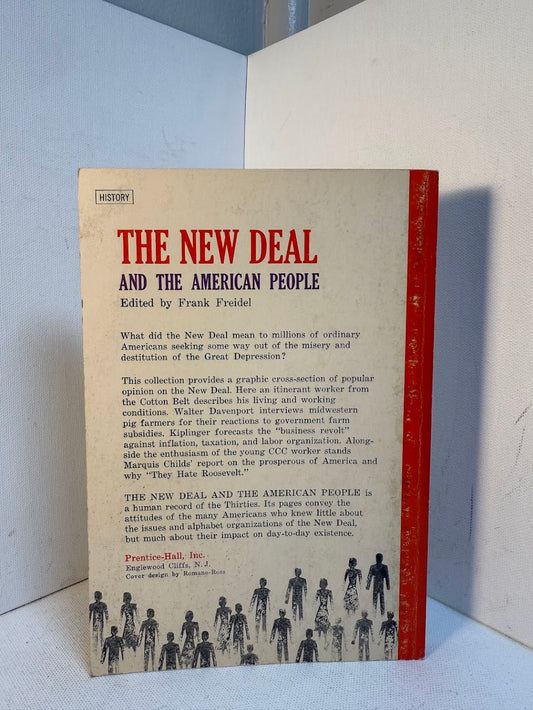 HISTORY
THE NEW DEAL
AND THE AMERICAN PEOPLE
Edited by Frank Freidel
What did the New Deal mean to millions of ordinary
Americans seeking some way out of the misery and
destitution of the Great Depression?
This collection provides a graphic cross-section of popular
opinion on the New Deal. Here an itinerant worker from
the Cotton Belt describes his living and working
conditions. Walter Davenport interviews midwestern
pig farmers for their reactions to government farm
subsidies. Kiplinger forecasts the "business revolt"
against inflation, taxation, and labor organization. Along-
side the enthusiasm of the young CCC worker stands
Marquis Childs' report on the prosperous of America and
why "They Hate Roosevelt."
THE NEW DEAL AND THE AMERICAN PEOPLE is
a human record of the Thirties. Its pages convey the
attitudes of the many Americans who knew little about
the issues and alphabet organizations of the New Deal,
but much about their impact on day-to-day existence.
Prentice-Hall, Inc.
Englewood Cliffs, N. J.
Cover design by Romano-Ross